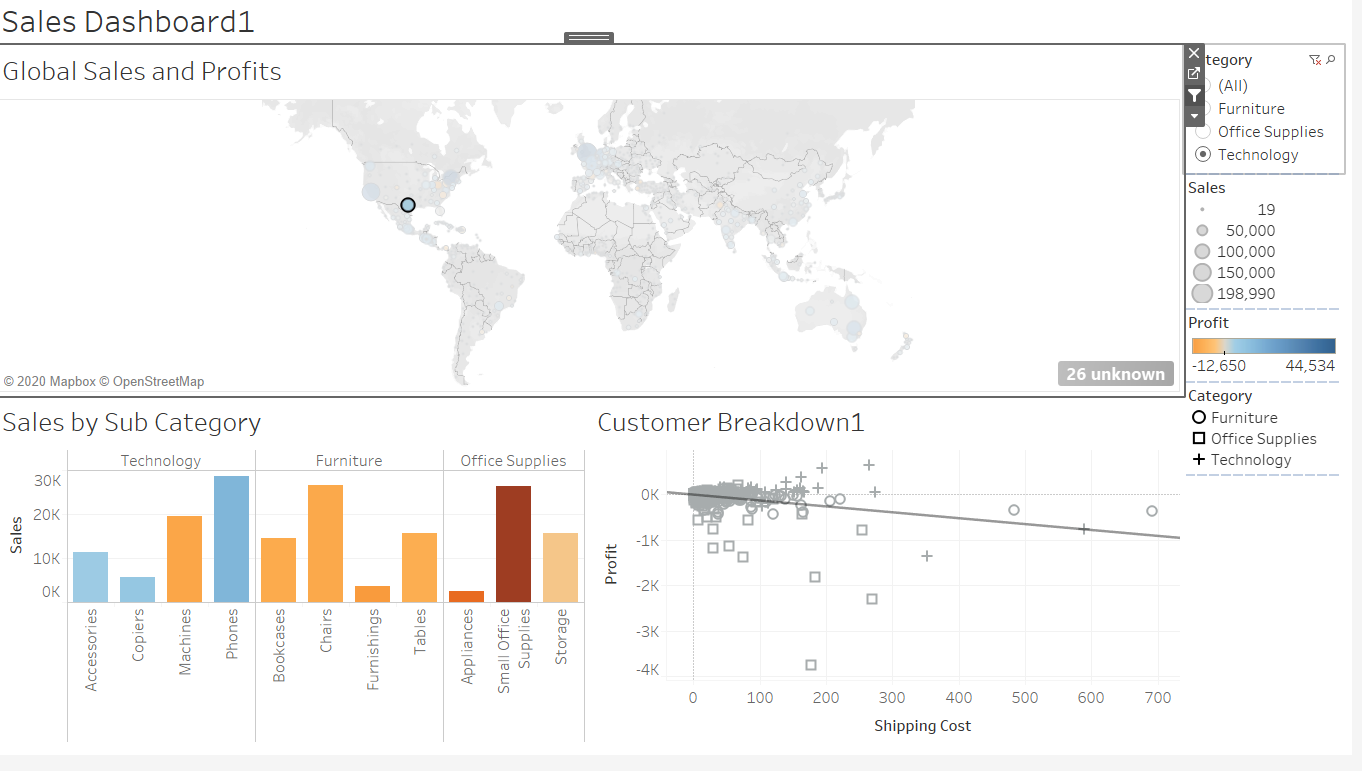 Sales Dashboard1
Global Sales and Profits
© 2020 Mapbox © OpenStreetMap
26 unknown
tegory
(All)
Furniture
Office Supplies
Technology
Sales
19
50,000
100,000
150,000
198,990
Profit
-12,650 44,534
Category
Furniture
Office Supplies
Technology
Sales by Sub Category
Technology Furniture Office Supplies
Sales
30K
20K
10K
0K
Accessories
Copiers
Machines
Phones
Bookcases
Chairs
Furnishings
Tables
Appliances
Small Office
Supplies
Storage
Customer Breakdown1
Profit
0K
-1K
-2K
-3K
-4K
0 100 200 300 400 500 600 700
Shipping Cost